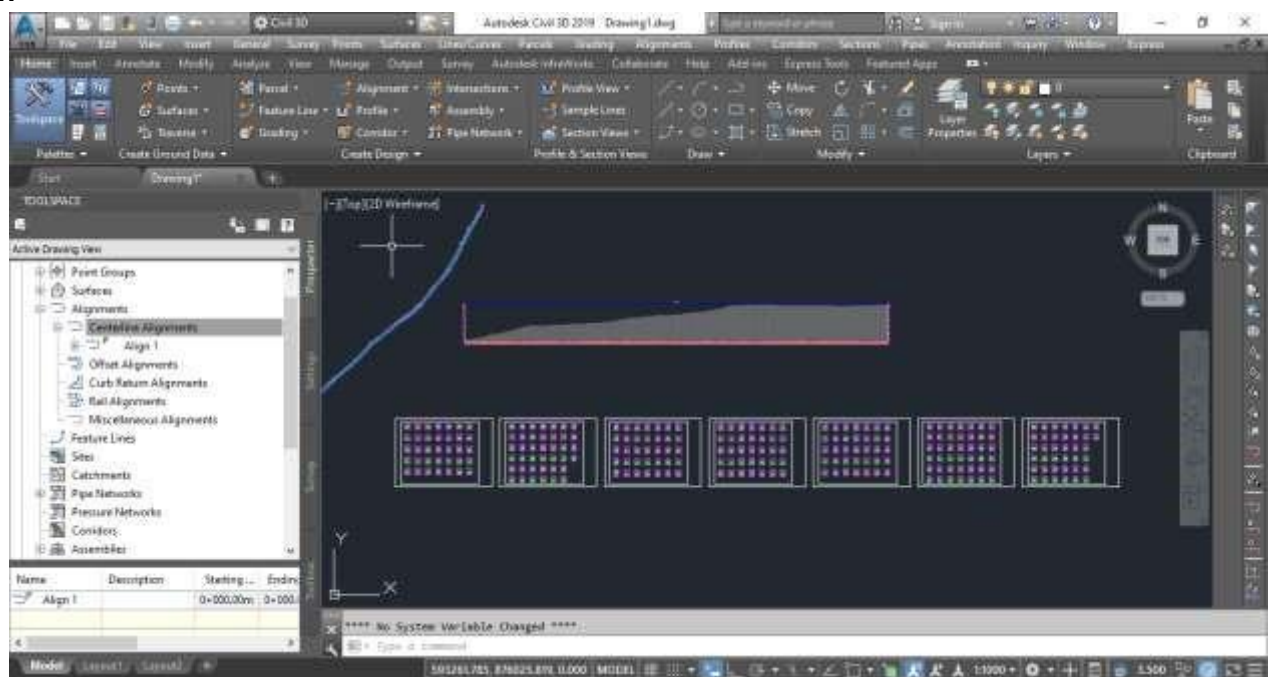 Civil 3D Autodesk Civil 3D 2019 Drawing1.dwg
File Edit View Insert General Survey Points Surfaces Lines/Curves Parcels Grading Alignments Profiles Corridors Sections Pipes Annotation Inquiry Window Express
Home Insert Annotate Modify Analyze View Manage Output Survey Autodesk InfraWorks Collaborate Help Add-ins Express Tools Featured Apps
Points Parcel Alignment Intersections Profile View Move
Toolspace Surfaces Feature Line Profile Assembly Sample Lines Copy Layer Properties Paste
Traverse Grading Corridor Pipe Network Section Views Stretch
Palettes Create Ground Data Create Design Profile & Section Views Draw Modify Layers Clipboard
Start Drawing1*
TOOLSPACE
[-][Top][2D Wireframe]
Active Drawing View
Point Groups
Surfaces
Alignments
Centerline Alignments
Align 1
Offset Alignments
Curb Return Alignments
Rail Alignments
Miscellaneous Alignments
Feature Lines
Sites
Catchments
Pipe Networks
Pressure Networks
Corridors
Assemblies
Prospector
Settings
Survey
N
W TOP E
S
Y
X
Name Description Starting ... Ending
Align 1 0+000.00m 0+000.
**** No System Variable Changed ****
Type a command
Model Layout1 Layout2 MODEL 1:1000 3.500